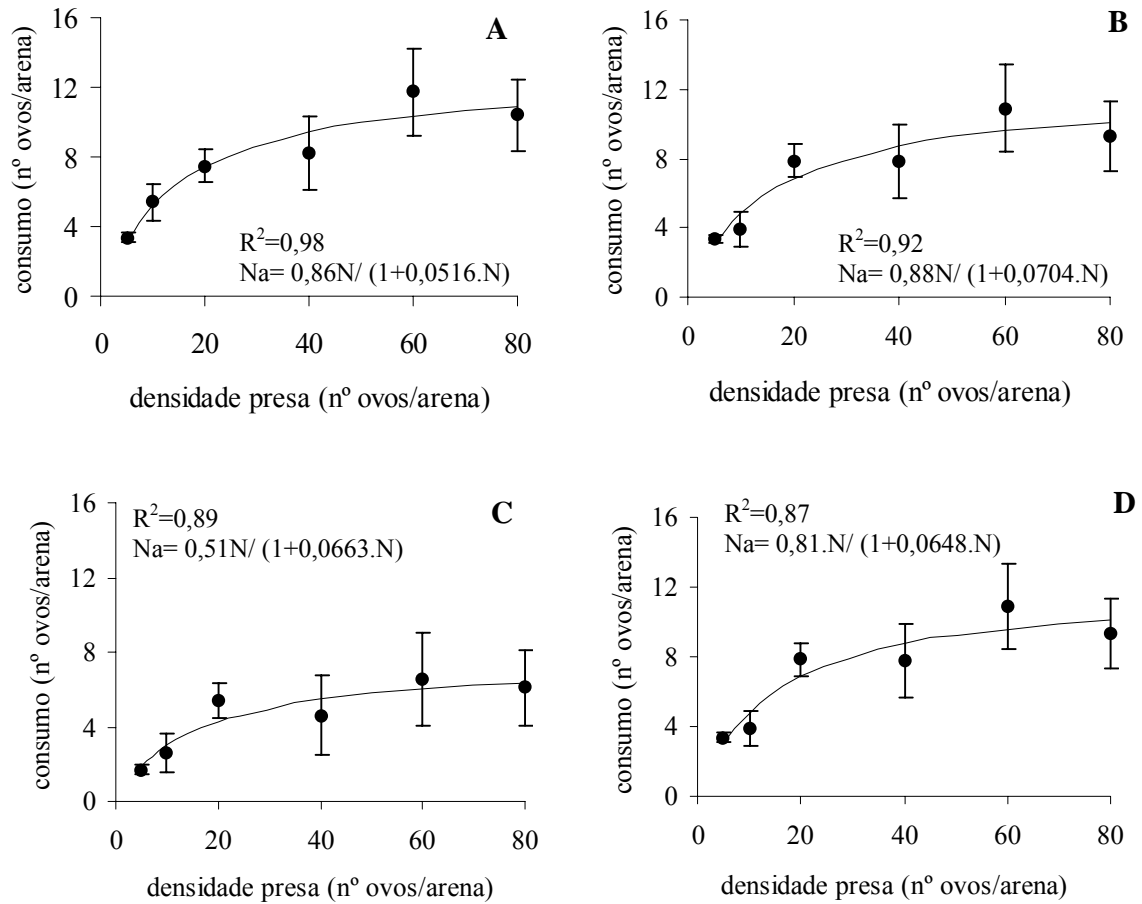 A
consumo (nº ovos/arena)
16
12
8
4
0
R²=0,98
Na= 0,86N/ (1+0,0516.N)
0 20 40 60 80
densidade presa (nº ovos/arena)
B
consumo (nº ovos/arena)
16
12
8
4
0
R²=0,92
Na= 0,88N/ (1+0,0704.N)
0 20 40 60 80
densidade presa (nº ovos/arena)
C
consumo (nº ovos/arena)
16
12
8
4
0
R²=0,89
Na= 0,51N/ (1+0,0663.N)
0 20 40 60 80
densidade presa (nº ovos/arena)
D
consumo (nº ovos/arena)
16
12
8
4
0
R²=0,87
Na= 0,81.N/ (1+0,0648.N)
0 20 40 60 80
densidade presa (nº ovos/arena)